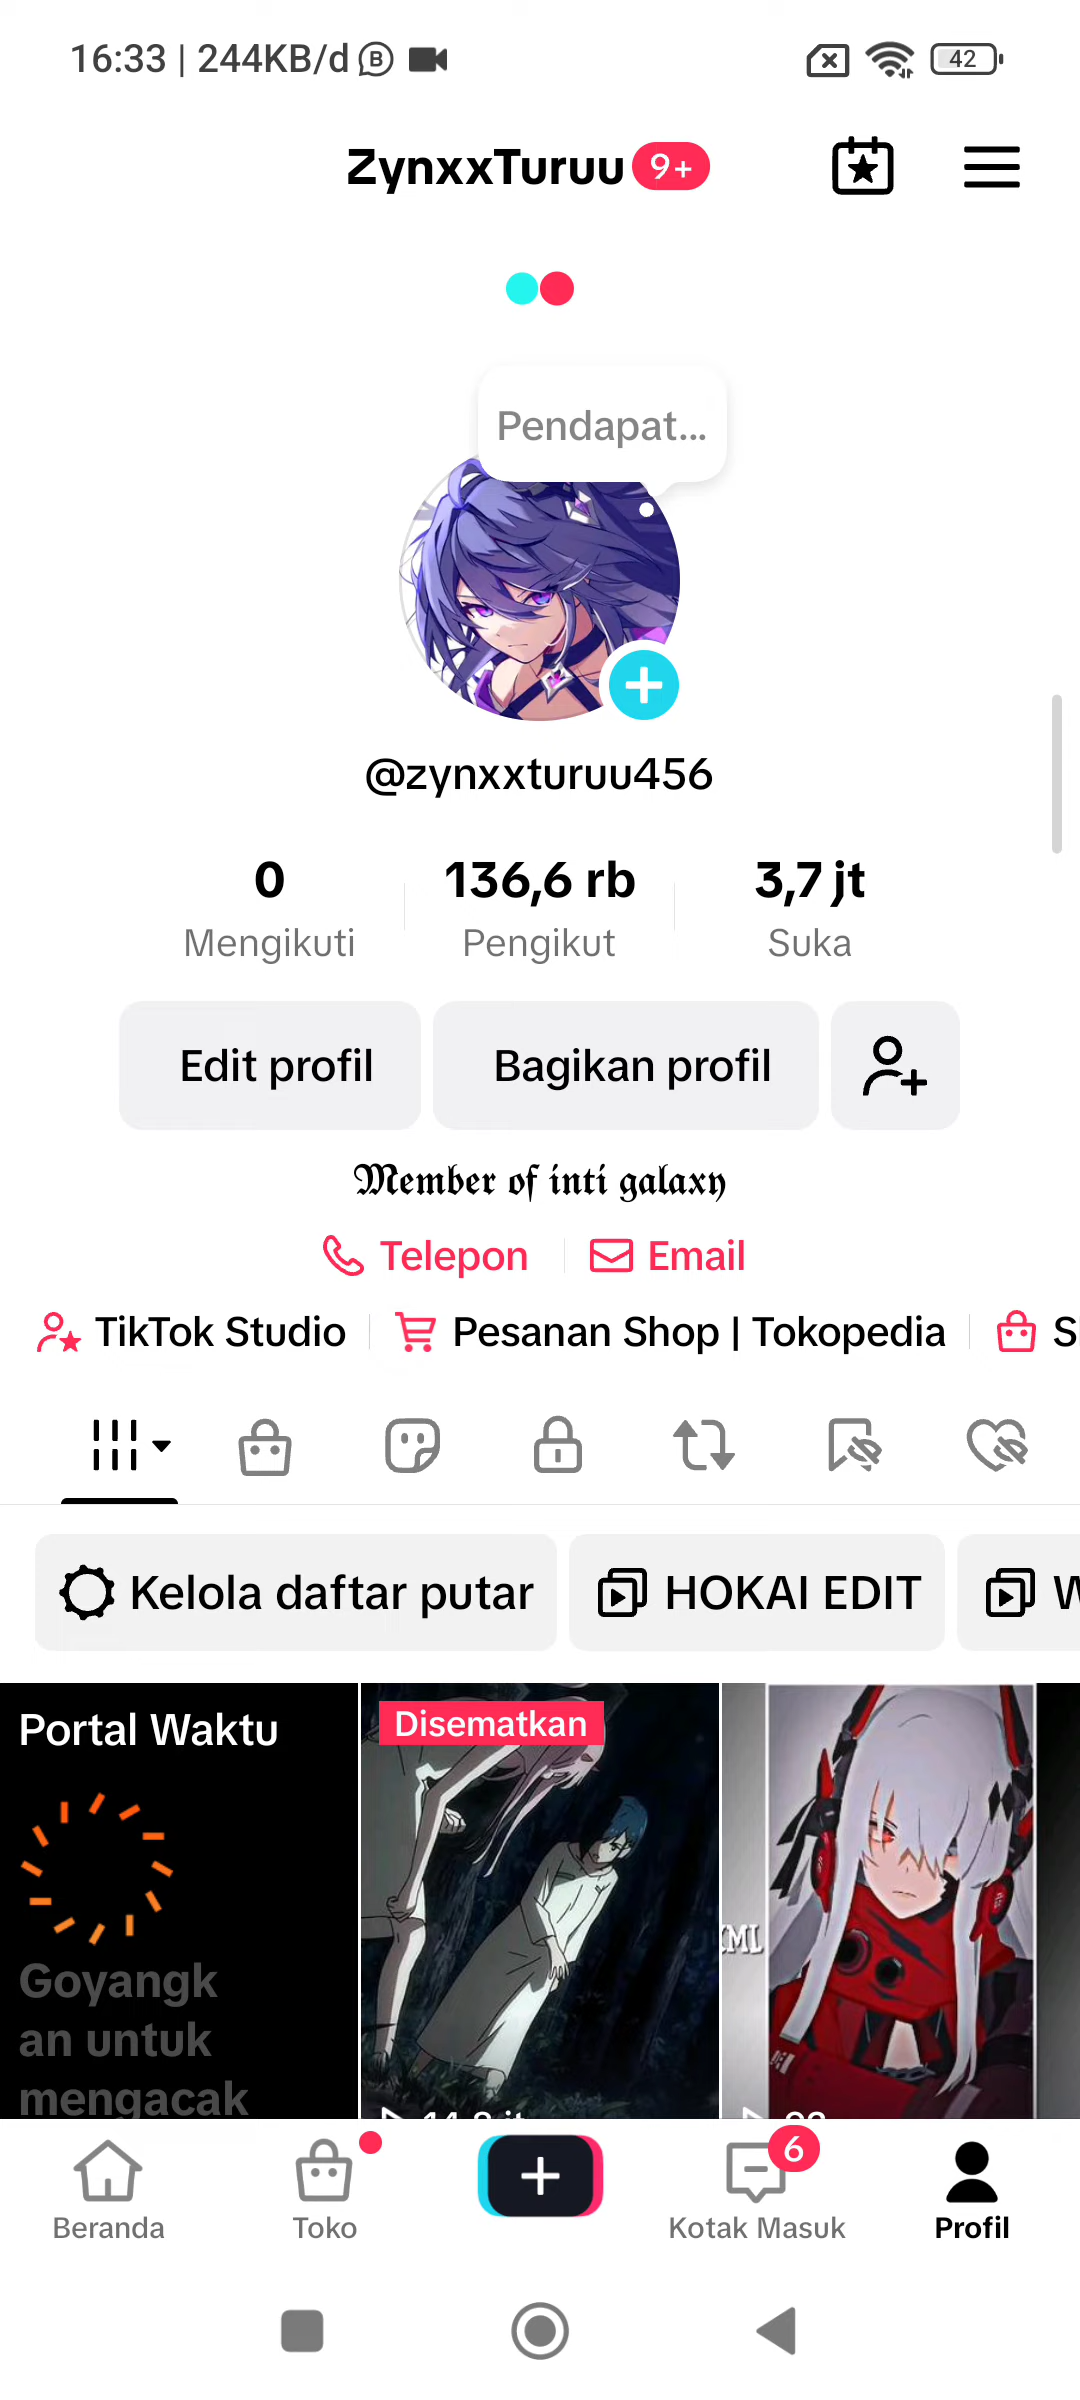 16:33 | 244KB/d
42
ZynxxTuruu 9+
Pendapat...
@zynxxturuu456
0 136,6 rb 3,7 jt
Mengikuti Pengikut Suka
Edit profil Bagikan profil
𝔐𝔢𝔪𝔟𝔢𝔯 𝔬𝔣 𝔦𝔫𝔱𝔦 𝔤𝔞𝔩𝔞𝔵𝔶
Telepon Email
TikTok Studio Pesanan Shop | Tokopedia
Kelola daftar putar HOKAI EDIT
Portal Waktu
Disematkan
Goyangk
an untuk
mengacak
6
Beranda Toko Kotak Masuk Profil